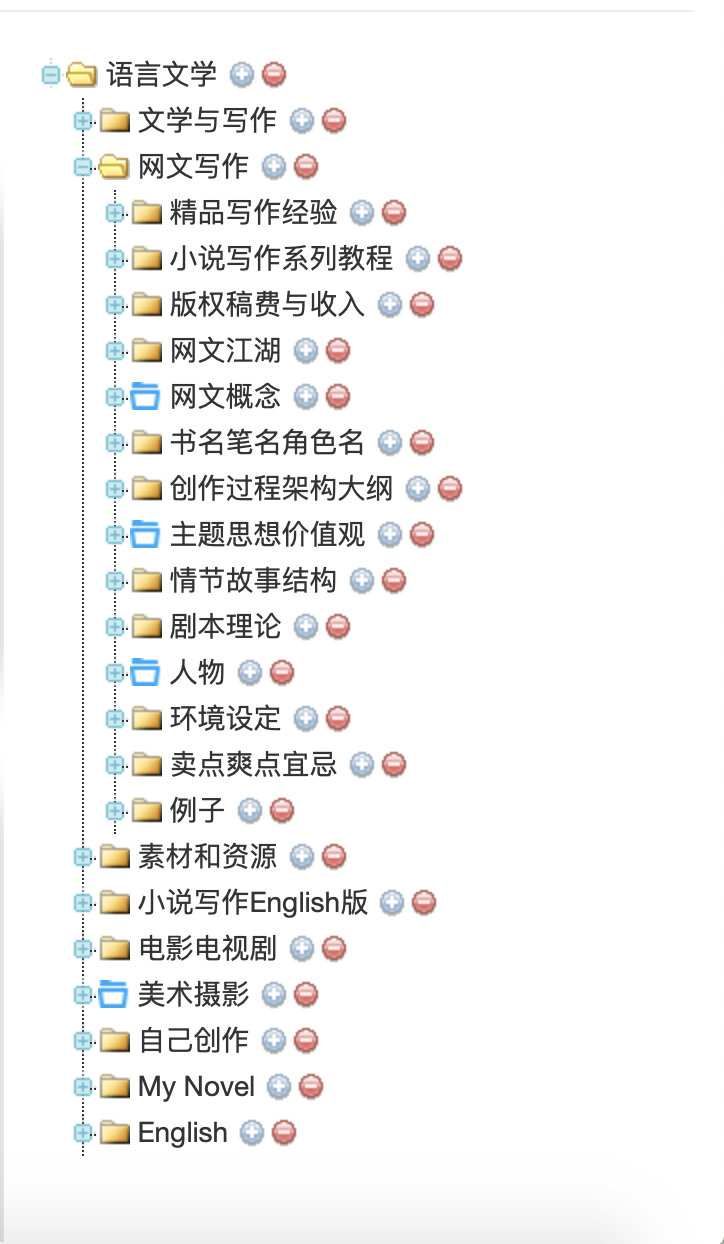 语言文学
文学与写作
网文写作
精品写作经验
小说写作系列教程
版权稿费与收入
网文江湖
网文概念
书名笔名角色名
创作过程架构大纲
主题思想价值观
情节故事结构
剧本理论
人物
环境设定
卖点爽点宜忌
例子
素材和资源
小说写作English版
电影电视剧
美术摄影
自己创作
My Novel
English